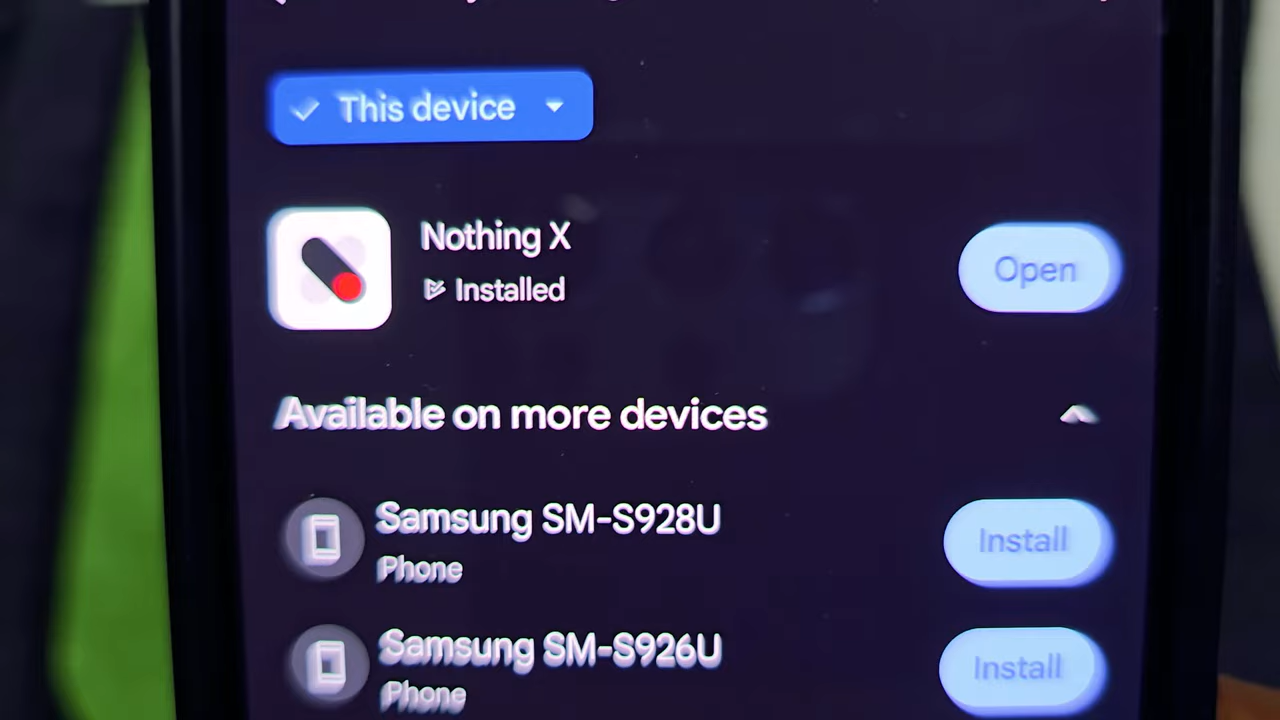 This device
Nothing X
Installed
Open
Available on more devices
Samsung SM-S928U
Phone
Install
Samsung SM-S926U
Phone
Install